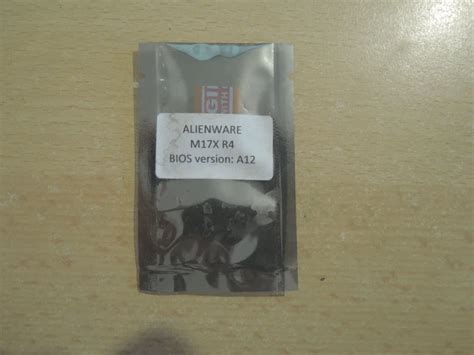 ALIENWARE
M17X R4
BIOS version: A12